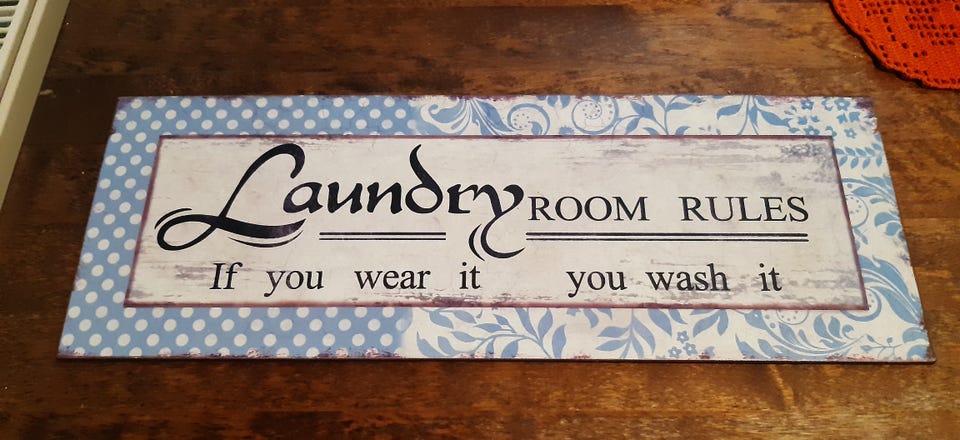 Laundry ROOM RULES
If you wear it you wash it